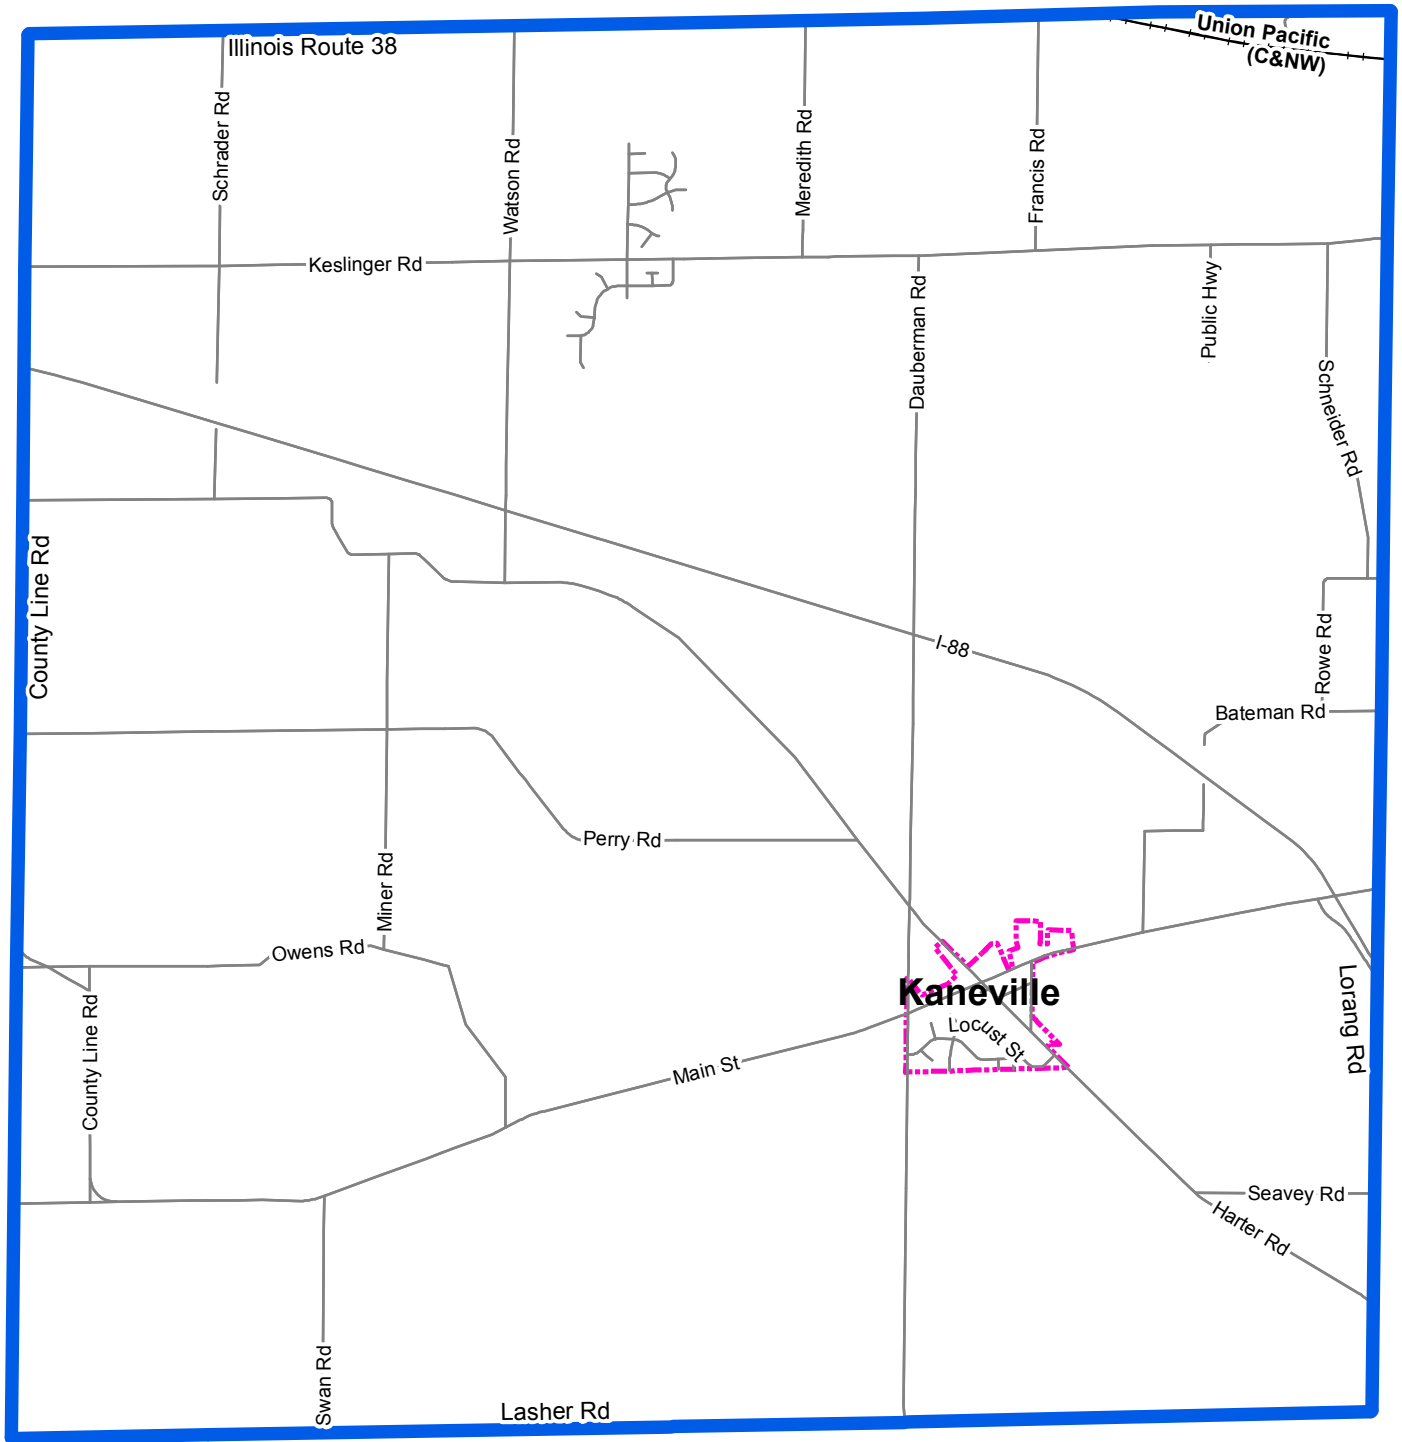 Union Pacific
(C&NW)
Illinois Route 38
Schrader Rd
Watson Rd
Meredith Rd
Francis Rd
Keslinger Rd
Dauberman Rd
Public Hwy
Schneider Rd
County Line Rd
I-88
Rowe Rd
Bateman Rd
Perry Rd
Miner Rd
Owens Rd
Kaneville
County Line Rd
Locust St
Lorang Rd
Main St
Seavey Rd
Harter Rd
Swan Rd
Lasher Rd